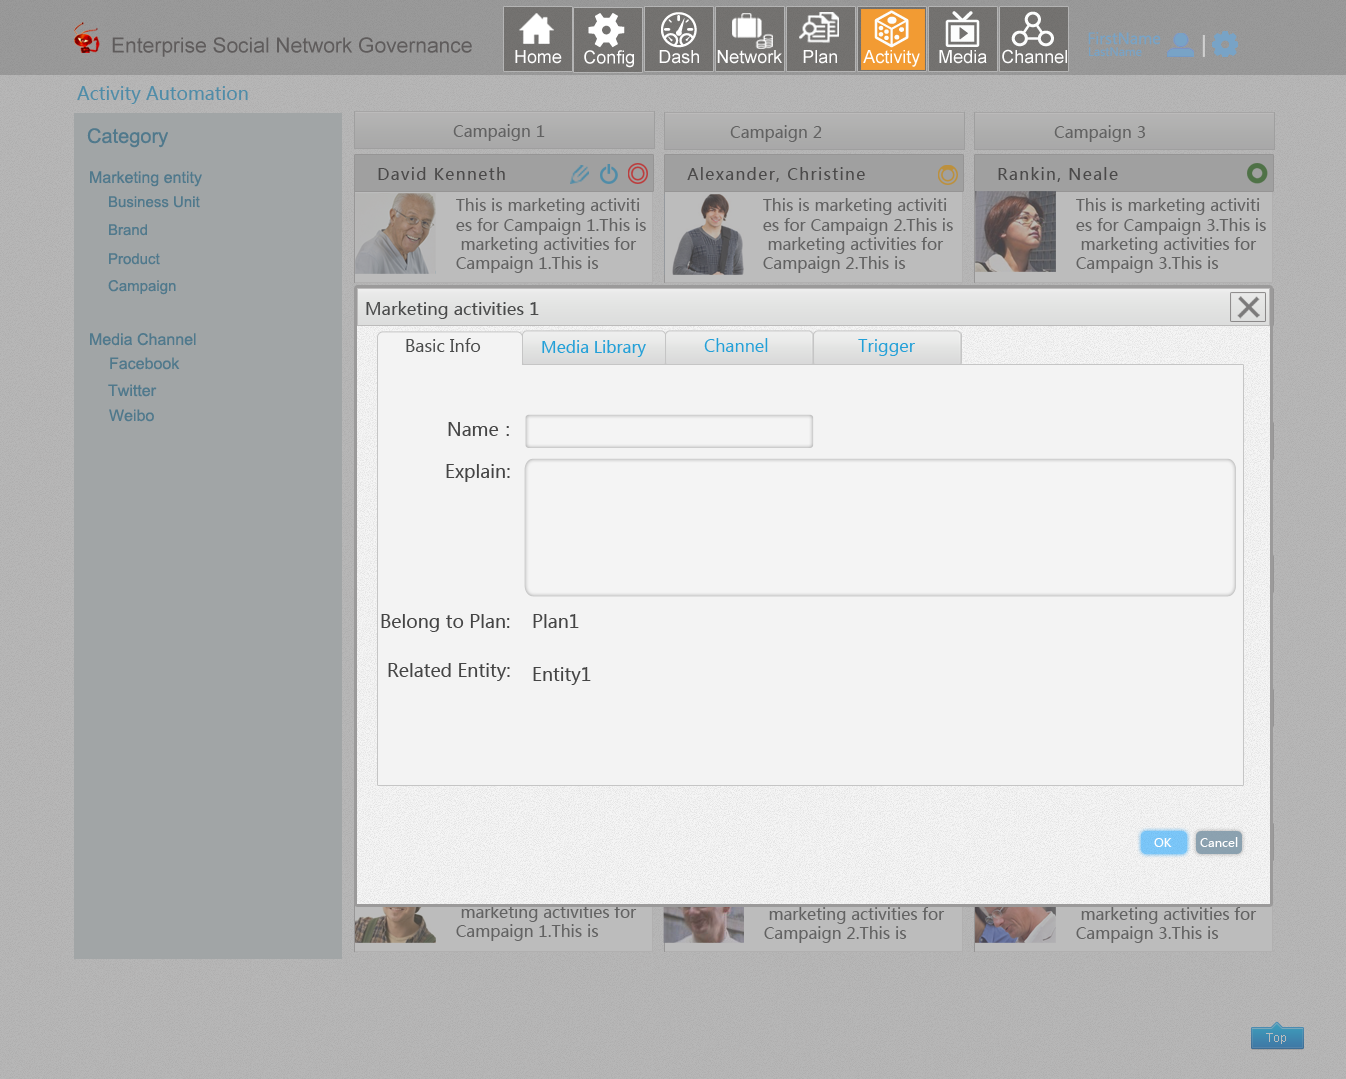 Enterprise Social Network Governance
Home
Config
Dash
Network
Plan
Activity
Media
Channel
Activity Automation
Category
Marketing entity
Business Unit
Brand
Product
Campaign
Media Channel
Facebook
Twitter
Weibo
Campaign 1
David Kenneth
This is marketing activiti
es for Campaign 1.This is
marketing activities for
Campaign 1.This is
Campaign 2
Alexander, Christine
This is marketing activiti
es for Campaign 2.This is
marketing activities for
Campaign 2.This is
Campaign 3
Rankin, Neale
This is marketing activiti
es for Campaign 3.This is
marketing activities for
Campaign 3.This is
Marketing activities 1
Basic Info
Media Library
Channel
Trigger
Name :
Explain:
Belong to Plan: Plan1
Related Entity: Entity1
OK
Cancel
marketing activities for
Campaign 1.This is
marketing activities for
Campaign 2.This is
marketing activities for
Campaign 3.This is
Top